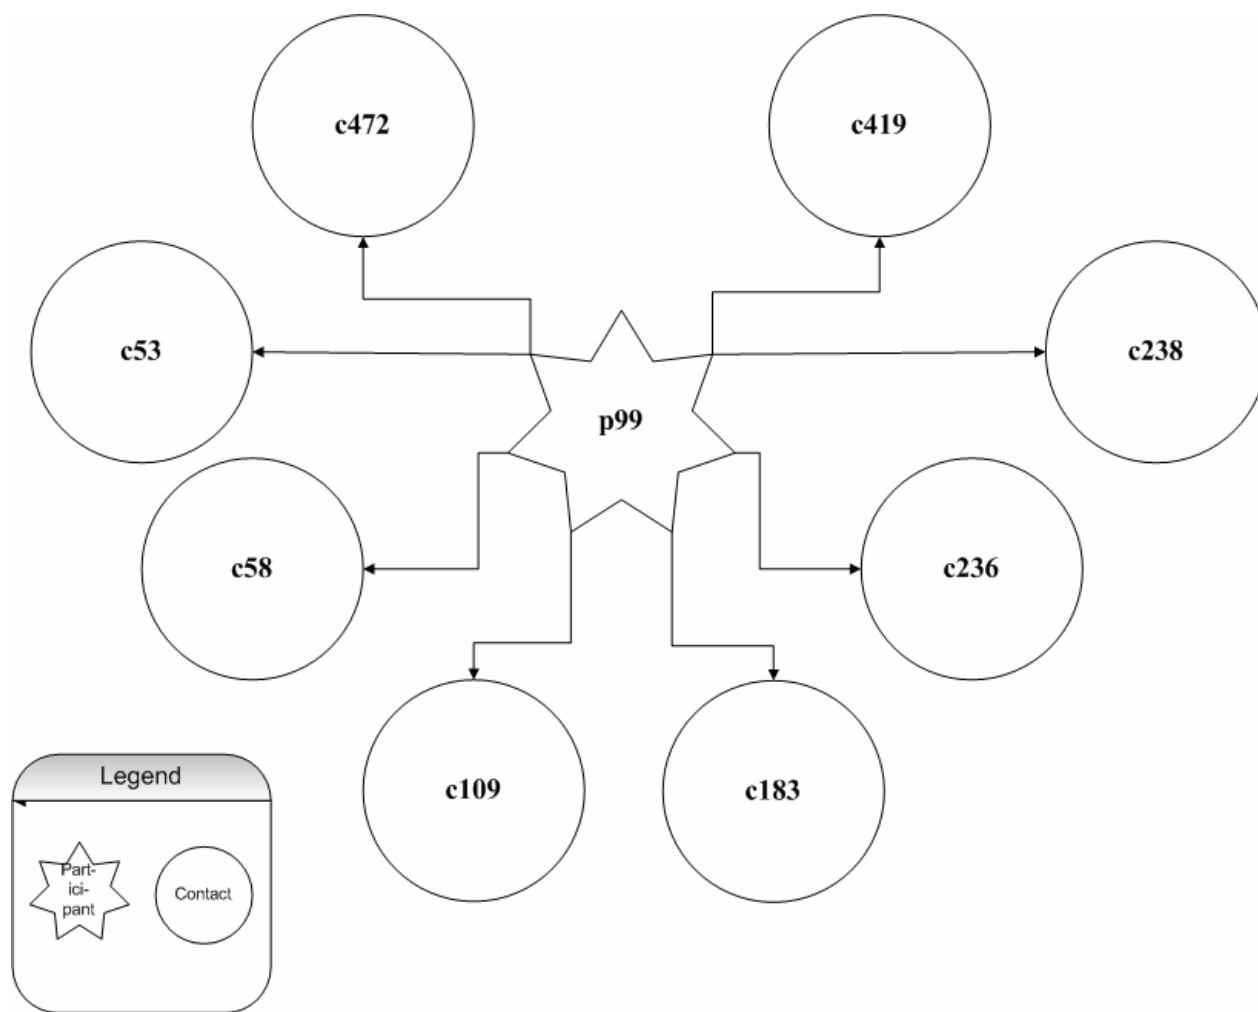 c472
c419
c53
c238
p99
c58
c236
c109
c183
Legend
Part-
ici-
pant
Contact